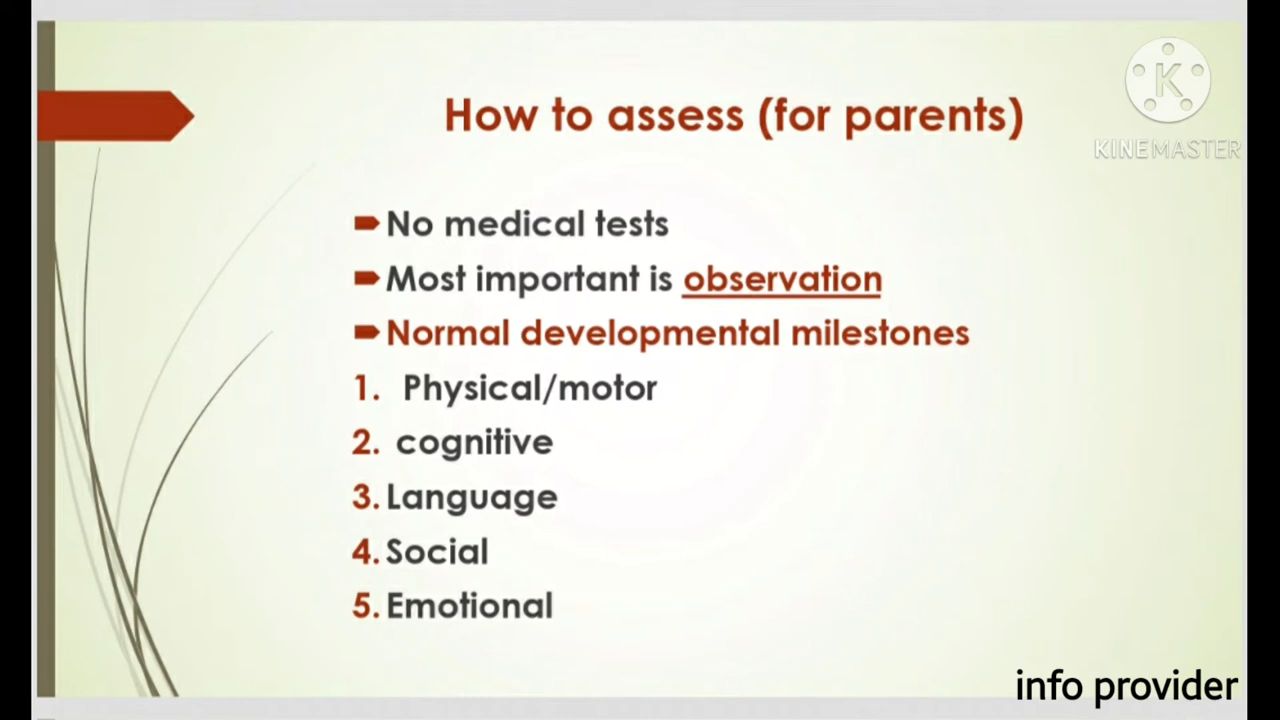 KINEMASTER
How to assess (for parents)
No medical tests
Most important is observation
Normal developmental milestones
1. Physical/motor
2. cognitive
3. Language
4. Social
5. Emotional
info provider